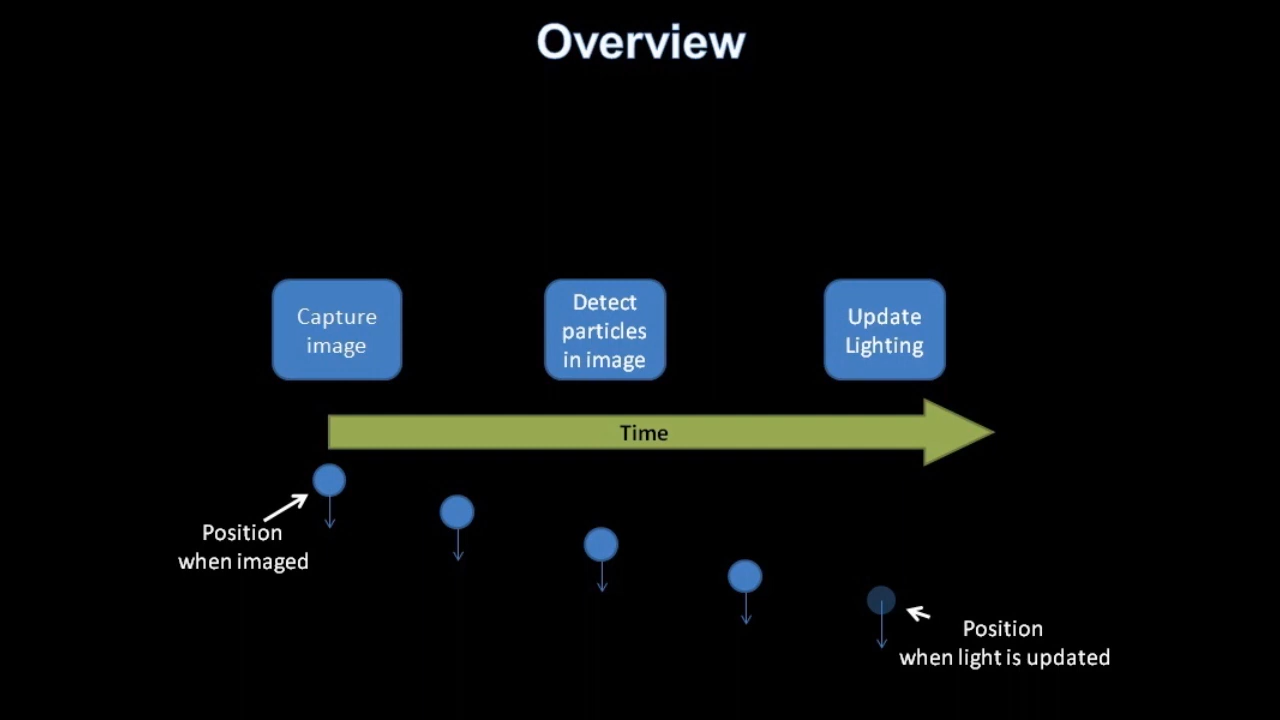 Overview
Capture
image
Detect
particles
in image
Update
Lighting
Time
Position
when imaged
Position
when light is updated